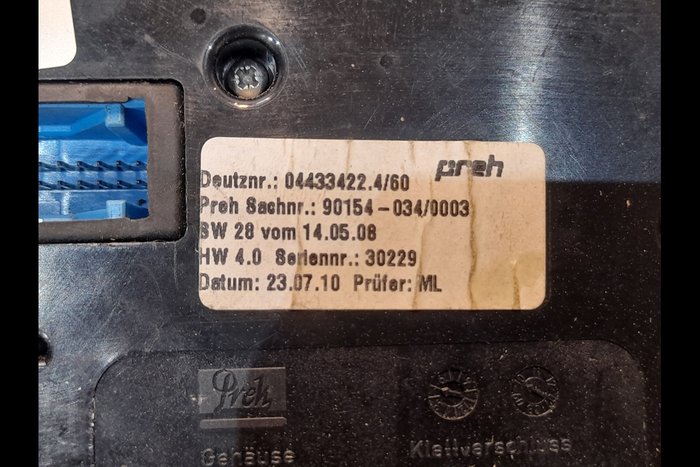 preh
Deutznr.: 04433422.4/60
Preh Sachnr.: 90154-034/0003
SW 28 vom 14.05.08
HW 4.0 Seriennr.: 30229
Datum: 23.07.10 Prüfer: ML
Preh
Gehäuse
Klettverschluss